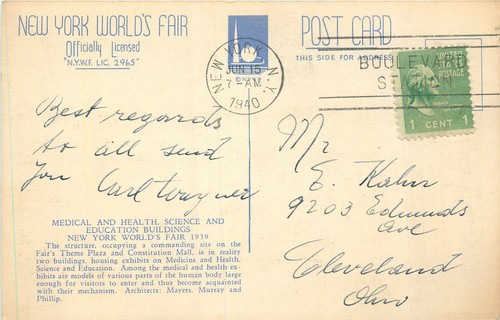 NEW YORK WORLD'S FAIR
Officially Licensed
"N.Y.W.F. LIC. 2965"
POST CARD
THIS SIDE FOR ADDRESS
NEW YORK, N.Y.
JUN 15
7-AM
1940
BOULEVARD
UNITED
POSTAGE
1 CENT 1
Best regards
to all send
You Carl Wagner
Mr
E. Kahn
9203 Edmunds
Ave
Cleveland
Ohio
MEDICAL AND HEALTH, SCIENCE AND
EDUCATION BUILDINGS
NEW YORK WORLD'S FAIR 1939
The structure, occupying a commanding site on the
Fair's Theme Plaza and Constitution Mall, is in reality
two buildings, housing exhibits on Medicine and Health,
Science and Education. Among the medical and health exhi-
bits are models of various parts of the human body large
enough for visitors to enter and thus become acquainted
with their mechanism. Architects: Mayers, Murray and
Phillip.